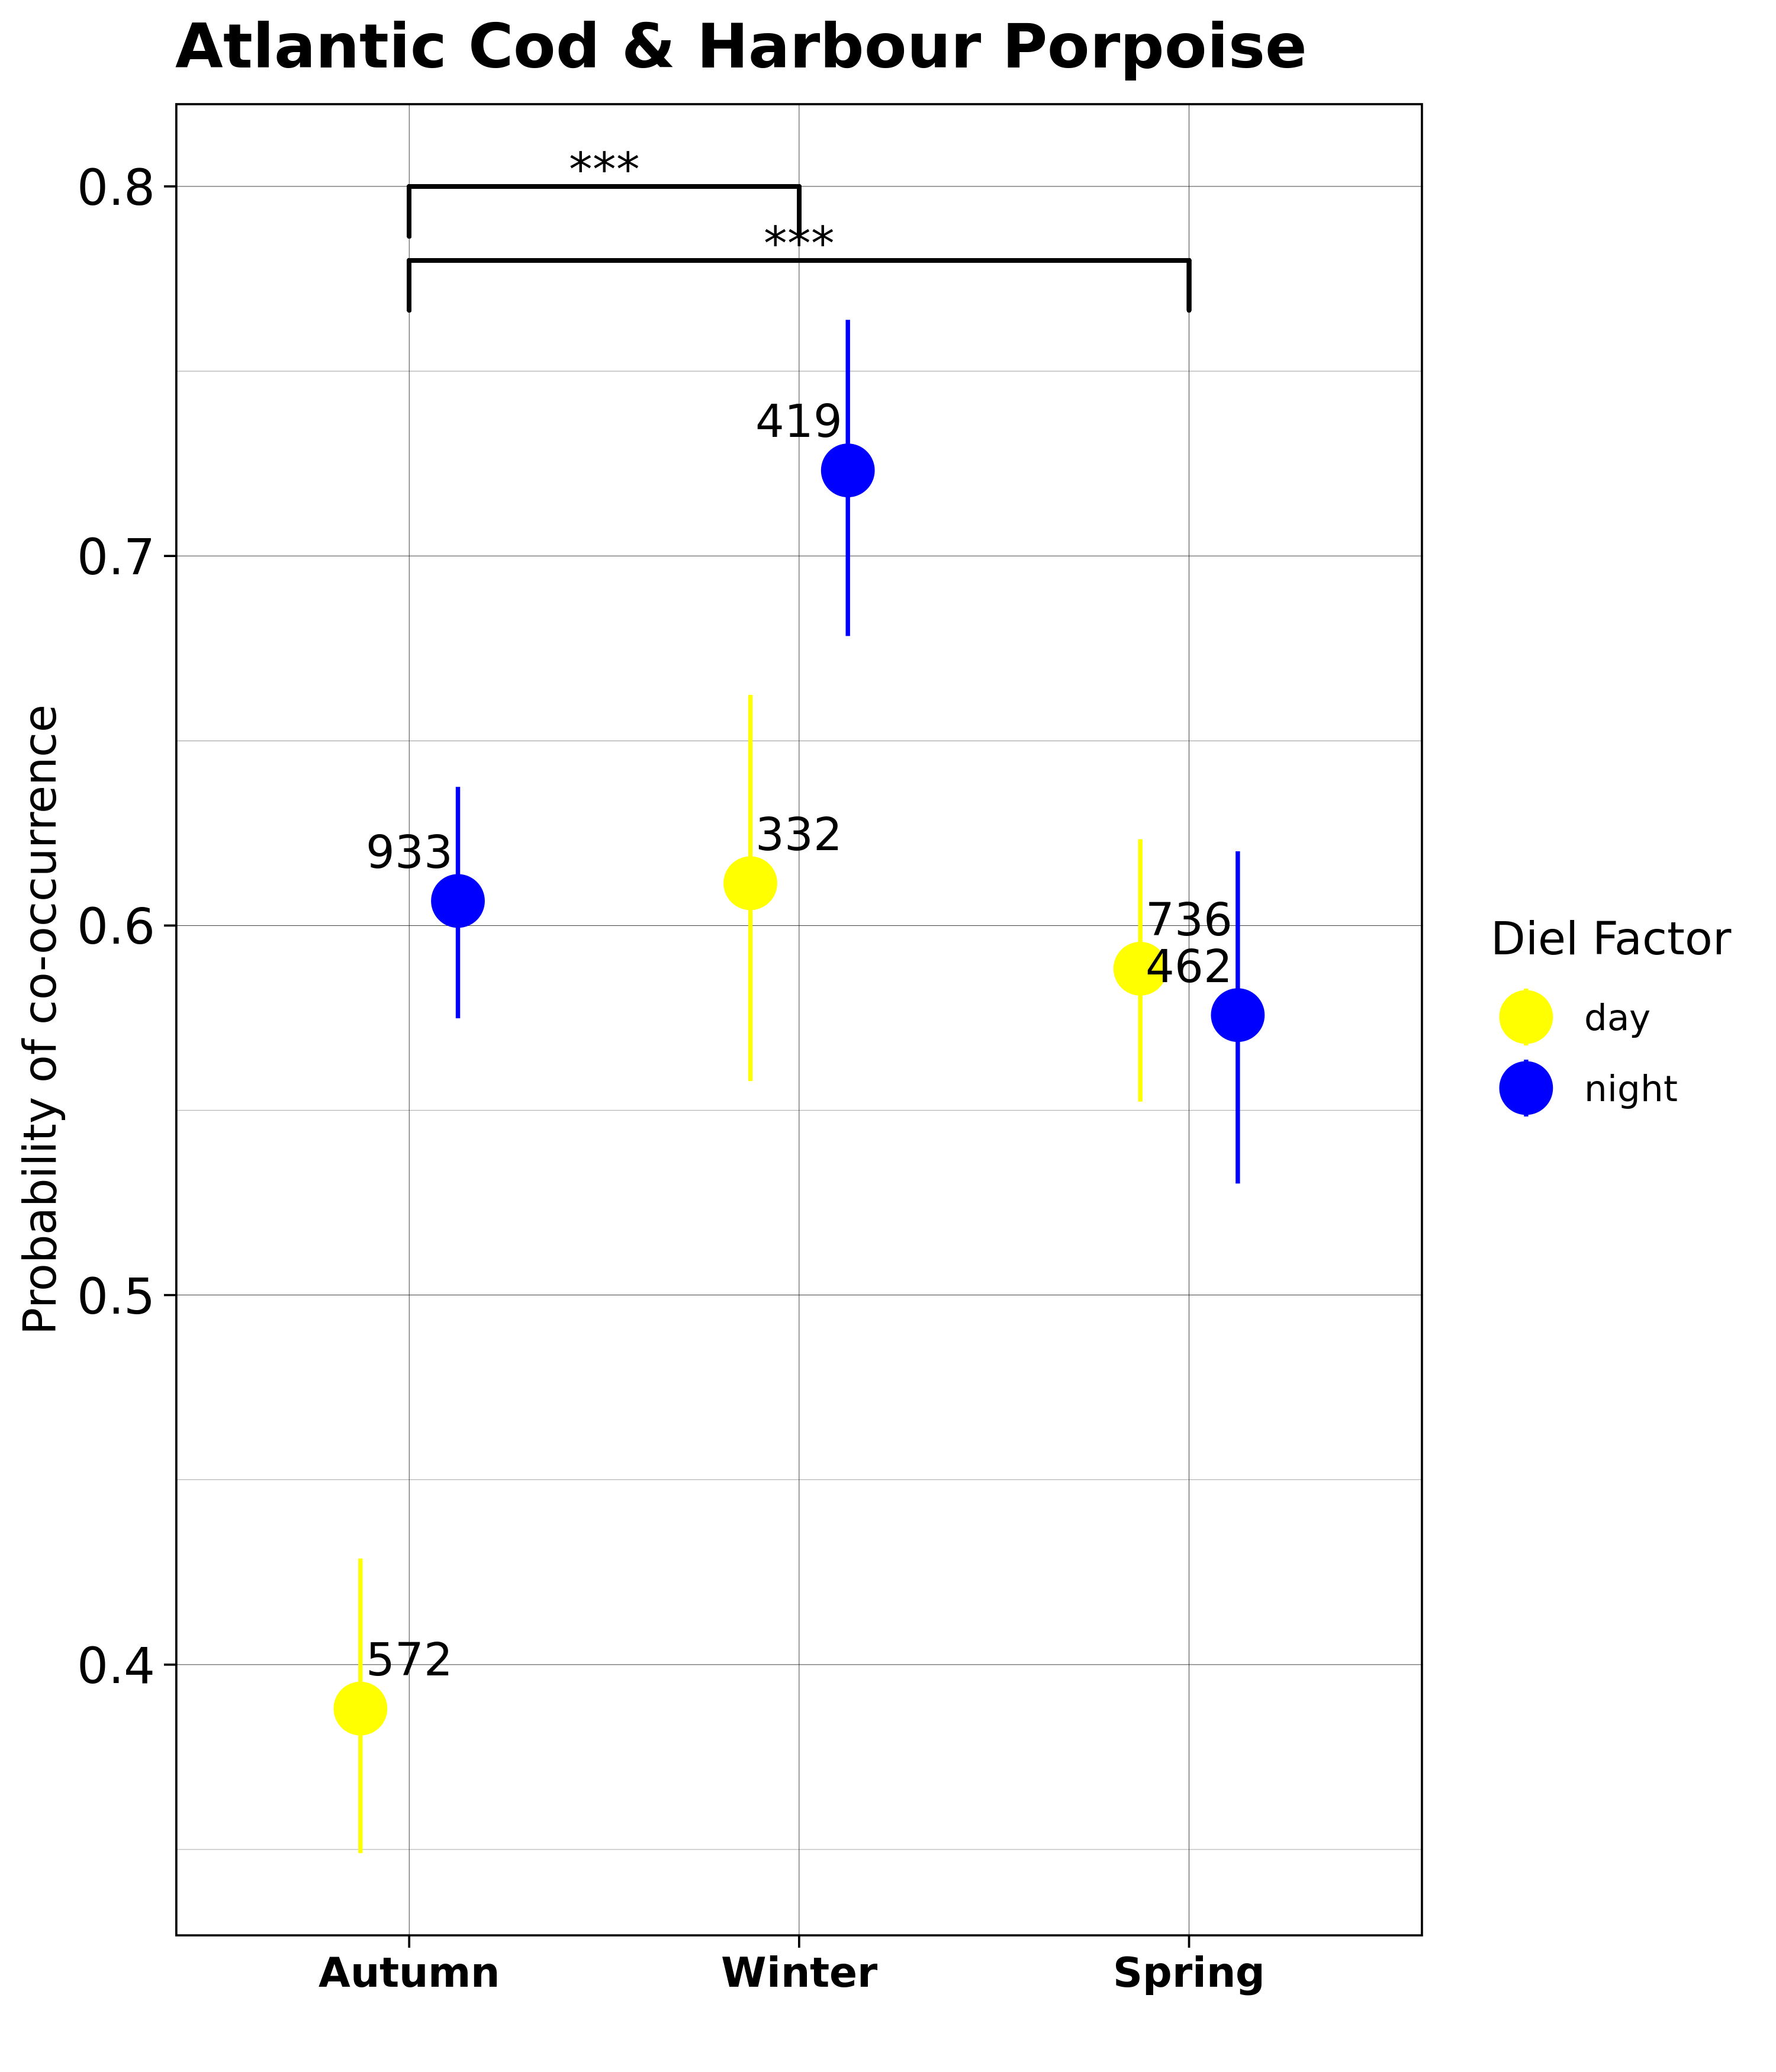 Atlantic Cod & Harbour Porpoise
Probability of co-occurrence
0.8
0.7
0.6
0.5
0.4
***
***
419
933
332
736
462
572
Autumn
Winter
Spring
Diel Factor
day
night